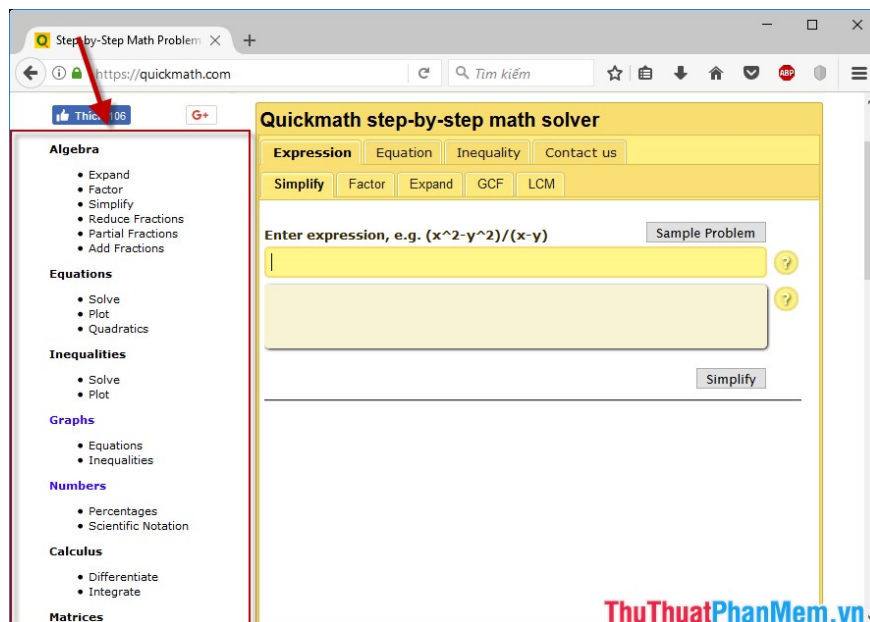 Step-by-Step Math Problem
https://quickmath.com
Tìm kiếm
ABP
106
G+
Algebra
Expand
Factor
Simplify
Reduce Fractions
Partial Fractions
Add Fractions
Equations
Solve
Plot
Quadratics
Inequalities
Solve
Plot
Graphs
Equations
Inequalities
Numbers
Percentages
Scientific Notation
Calculus
Differentiate
Integrate
Matrices
Quickmath step-by-step math solver
Expression Equation Inequality Contact us
Simplify Factor Expand GCF LCM
Enter expression, e.g. (x^2-y^2)/(x-y)
Sample Problem
?
?
Simplify
ThuThuatPhanMem.vn